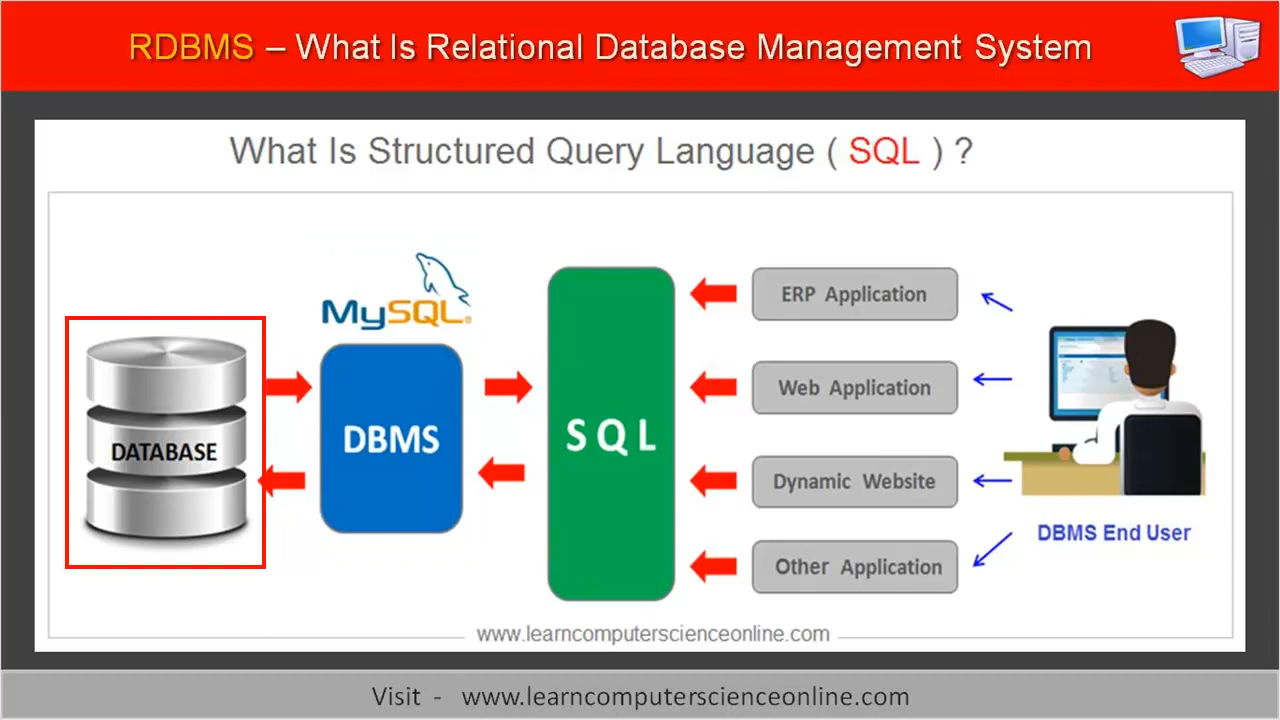 RDBMS – What Is Relational Database Management System
What Is Structured Query Language ( SQL ) ?
MySQL®
DATABASE
DBMS
SQL
ERP Application
Web Application
Dynamic Website
Other Application
DBMS End User
www.learncomputerscienceonline.com
Visit - www.learncomputerscienceonline.com